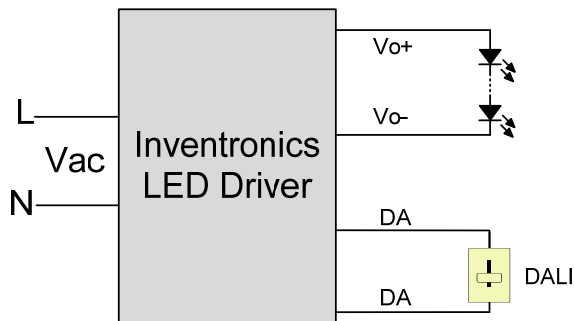 L
Vac
N
Inventronics
LED Driver
Vo+
Vo-
DA
DA
DALI